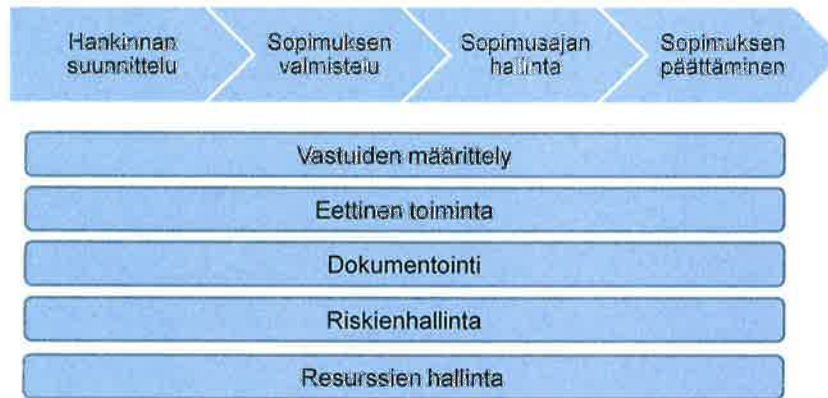 Hankinnan
suunnittelu
Sopimuksen
valmistelu
Sopimusajan
hallinta
Sopimuksen
päättäminen
Vastuiden määrittely
Eettinen toiminta
Dokumentointi
Riskienhallinta
Resurssien hallinta